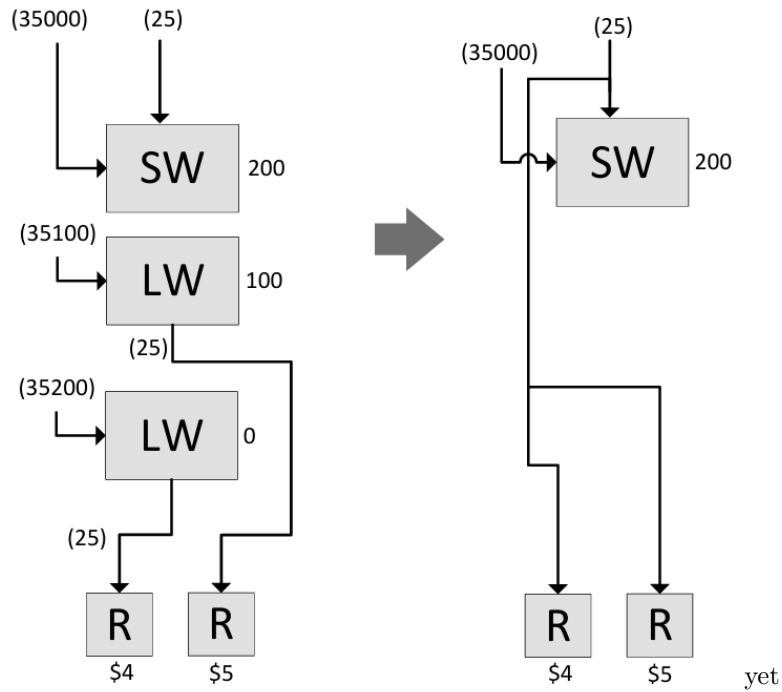 (35000) (25)
SW 200
(35100)
LW 100
(25)
(35200)
LW 0
(25)
R R
$4 $5
(25)
(35000)
SW 200
R R
$4 $5
yet